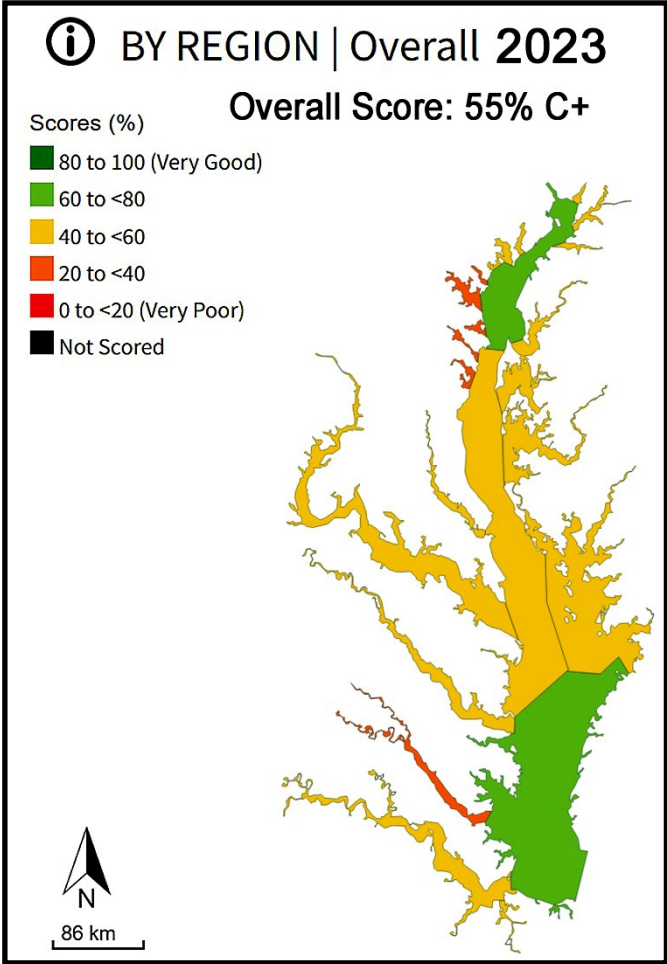 i BY REGION | Overall 2023
Overall Score: 55% C+
Scores (%)
80 to 100 (Very Good)
60 to <80
40 to <60
20 to <40
0 to <20 (Very Poor)
Not Scored
N
86 km